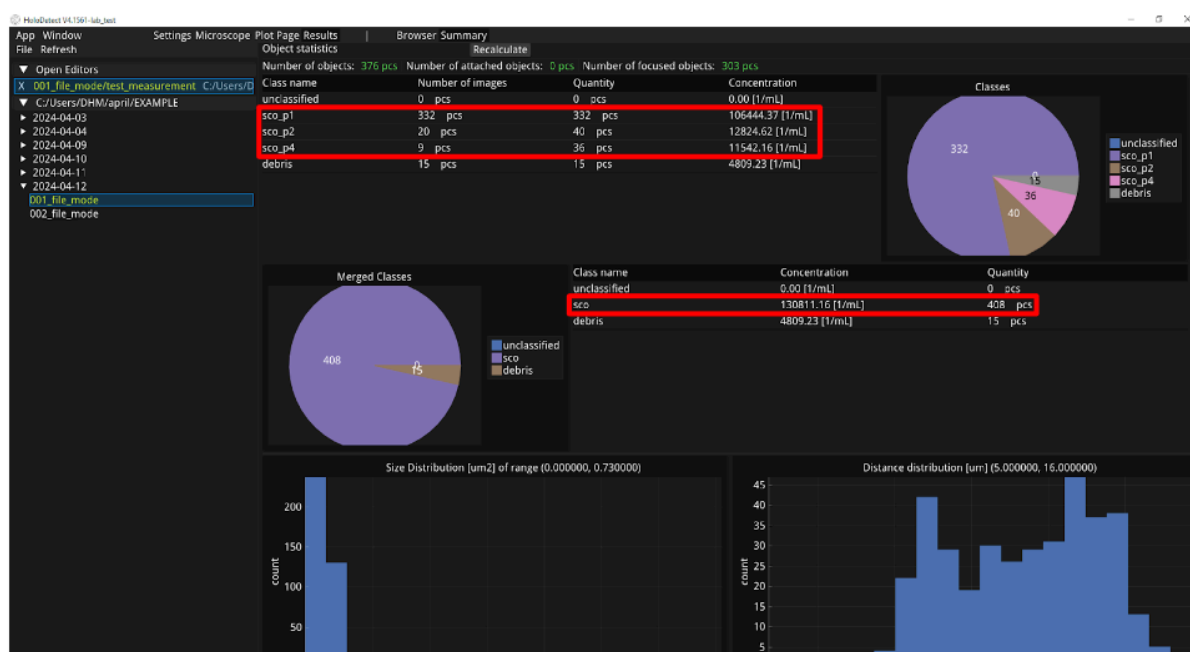 HoloDetect V4.1561-lab_test
App Window Settings Microscope Plot Page Results | Browser Summary
File Refresh
Open Editors
X 001_file_mode/test_measurement C:/Users/D
C:/Users/DHM/april/EXAMPLE
2024-04-03
2024-04-04
2024-04-09
2024-04-10
2024-04-11
2024-04-12
001_file_mode
002_file_mode
Object statistics Recalculate
Number of objects: 376 pcs Number of attached objects: 0 pcs Number of focused objects: 303 pcs
Class name Number of images Quantity Concentration
unclassified 0 pcs 0 pcs 0.00 [1/mL]
sco_p1 332 pcs 332 pcs 106444.37 [1/mL]
sco_p2 20 pcs 40 pcs 12824.62 [1/mL]
sco_p4 9 pcs 36 pcs 11542.16 [1/mL]
debris 15 pcs 15 pcs 4809.23 [1/mL]
Classes
332
0
15
36
40
unclassified
sco_p1
sco_p2
sco_p4
debris
Merged Classes
408
0
15
unclassified
sco
debris
Class name Concentration Quantity
unclassified 0.00 [1/mL] 0 pcs
sco 130811.16 [1/mL] 408 pcs
debris 4809.23 [1/mL] 15 pcs
Size Distribution [um2] of range (0.000000, 0.730000)
count
200
150
100
50
Distance distribution [um] (5.000000, 16.000000)
count
45
40
35
30
25
20
15
10
5